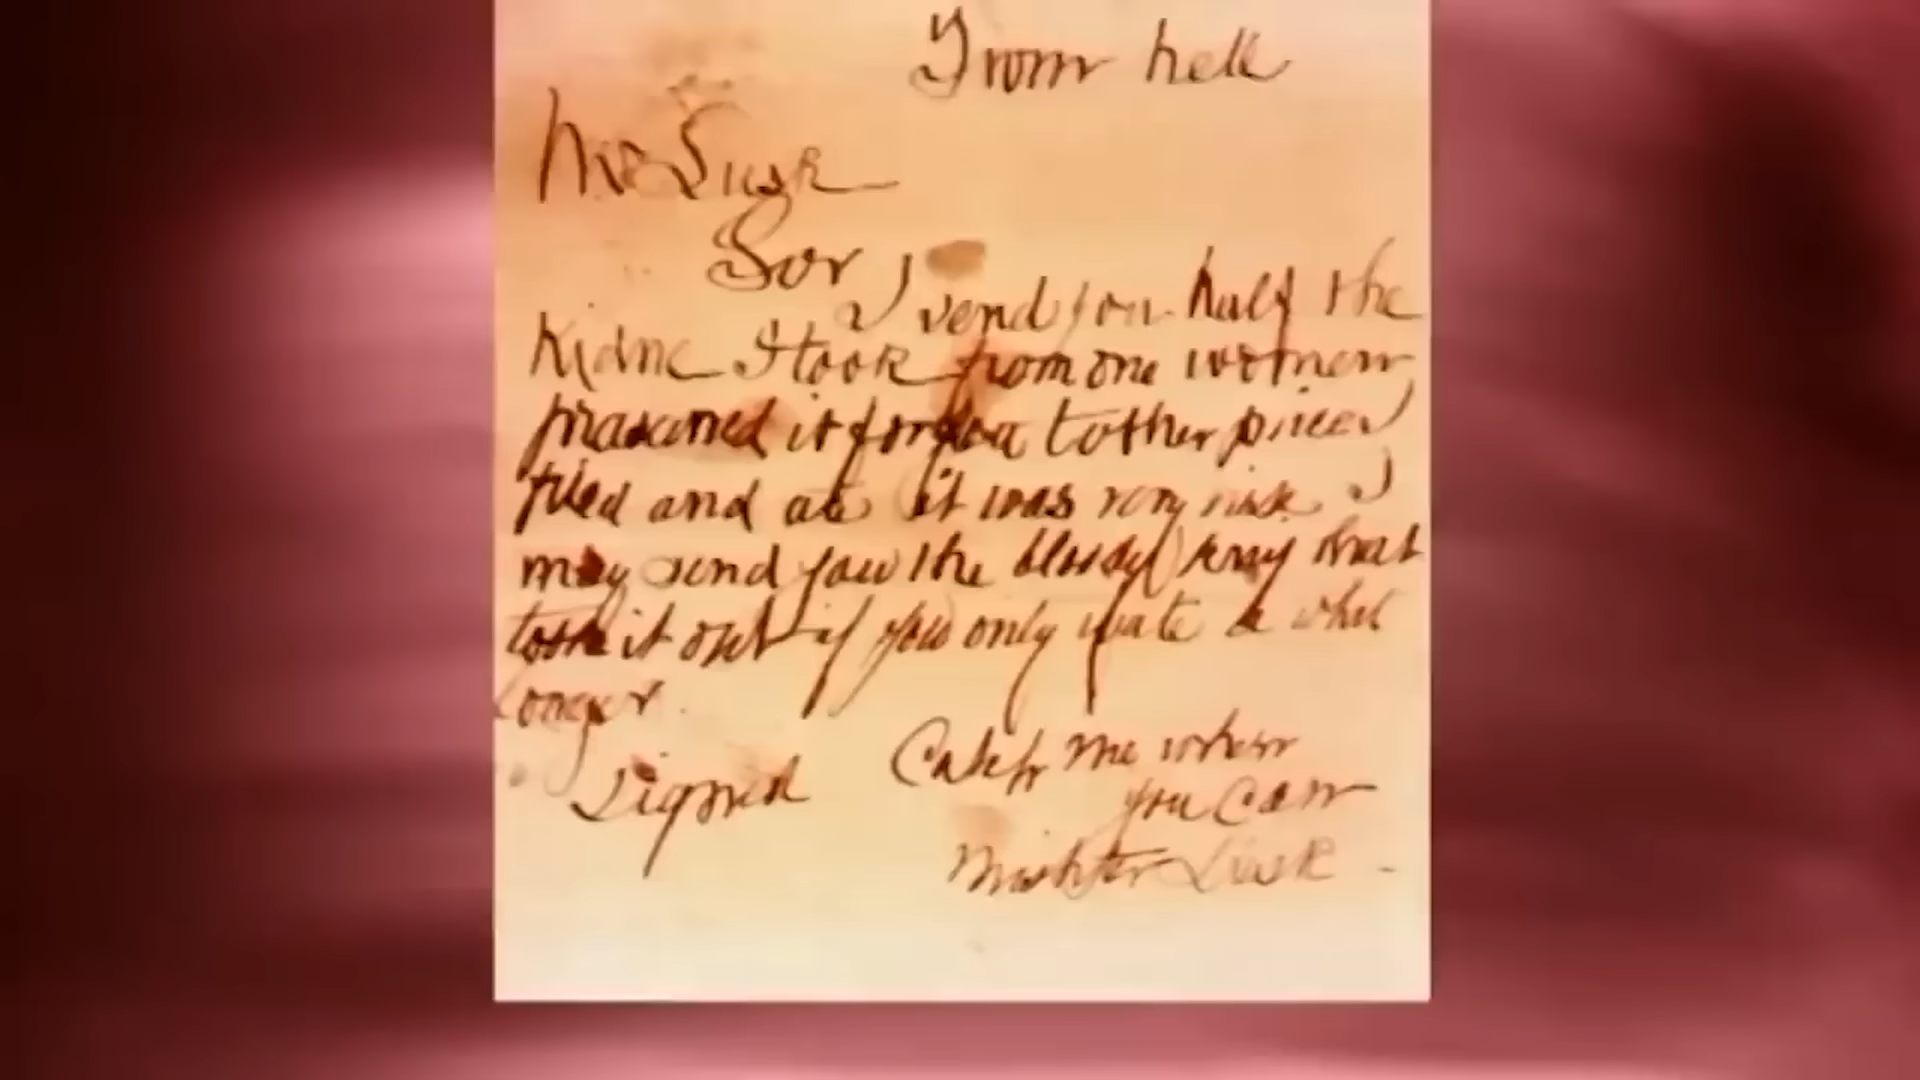 From hell
Mr Lusk
Sor
I send you half the
Kidne I took from one women
prasarved it for you tother piece I
fried and ate it was very nise I
may send you the bloody knif that
took it out if you only wate a whil
longer.
Signed Catch me when
you can
Mishter Lusk -